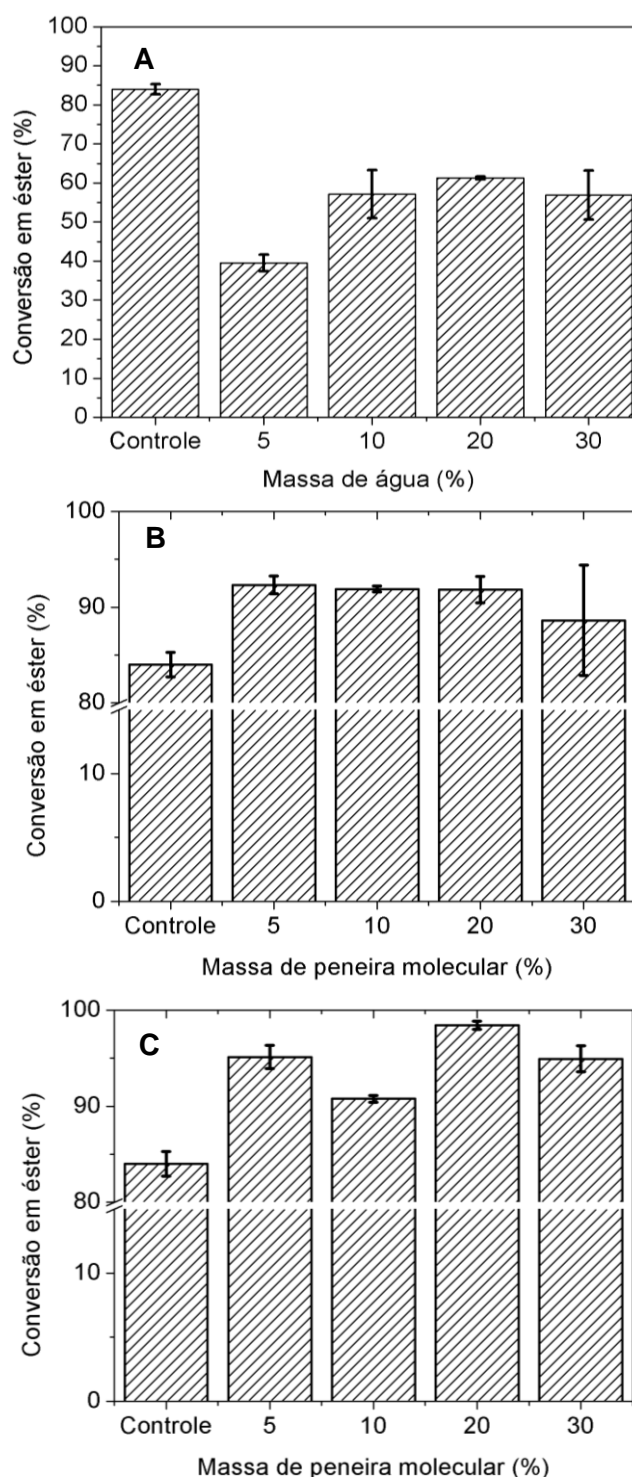 A
Conversão em éster (%)
100
90
80
70
60
50
40
30
20
10
0
Controle 5 10 20 30
Massa de água (%)
B
Conversão em éster (%)
100
90
80
10
0
Controle 5 10 20 30
Massa de peneira molecular (%)
C
Conversão em éster (%)
100
90
80
10
0
Controle 5 10 20 30
Massa de peneira molecular (%)